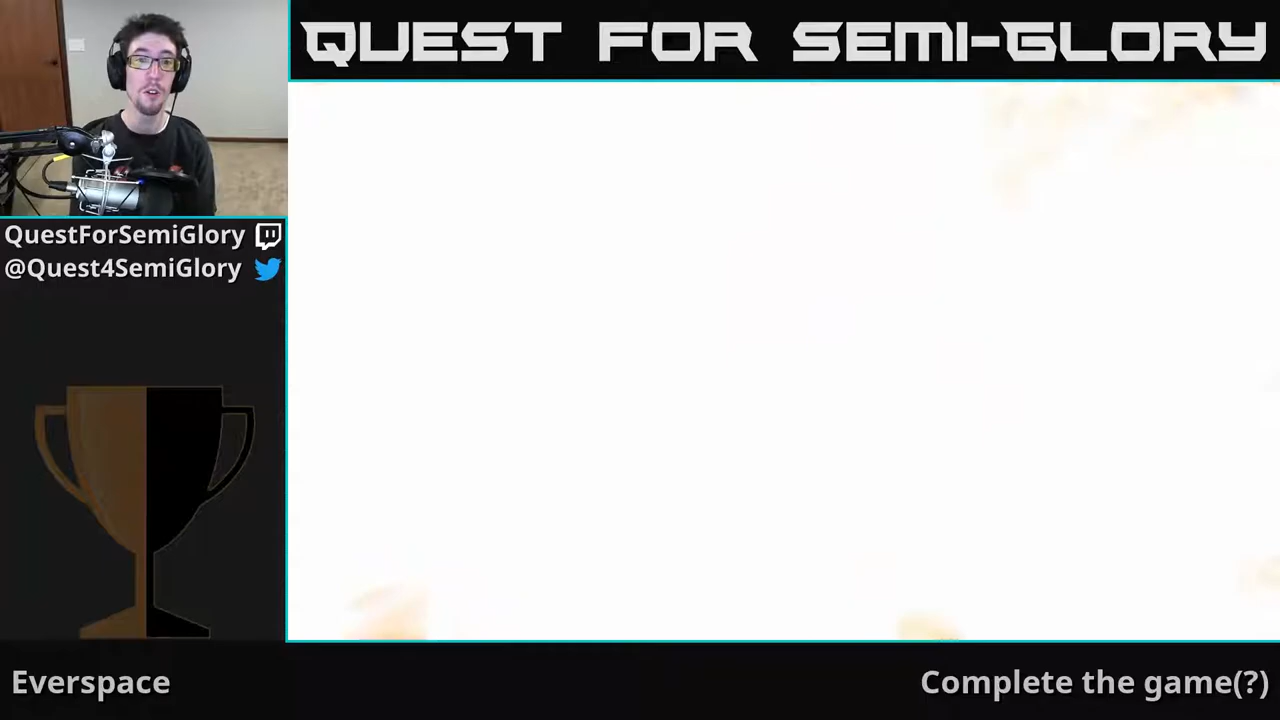 QUEST FOR SEMI-GLORY
QuestForSemiGlory
@Quest4SemiGlory
Everspace
Complete the game(?)